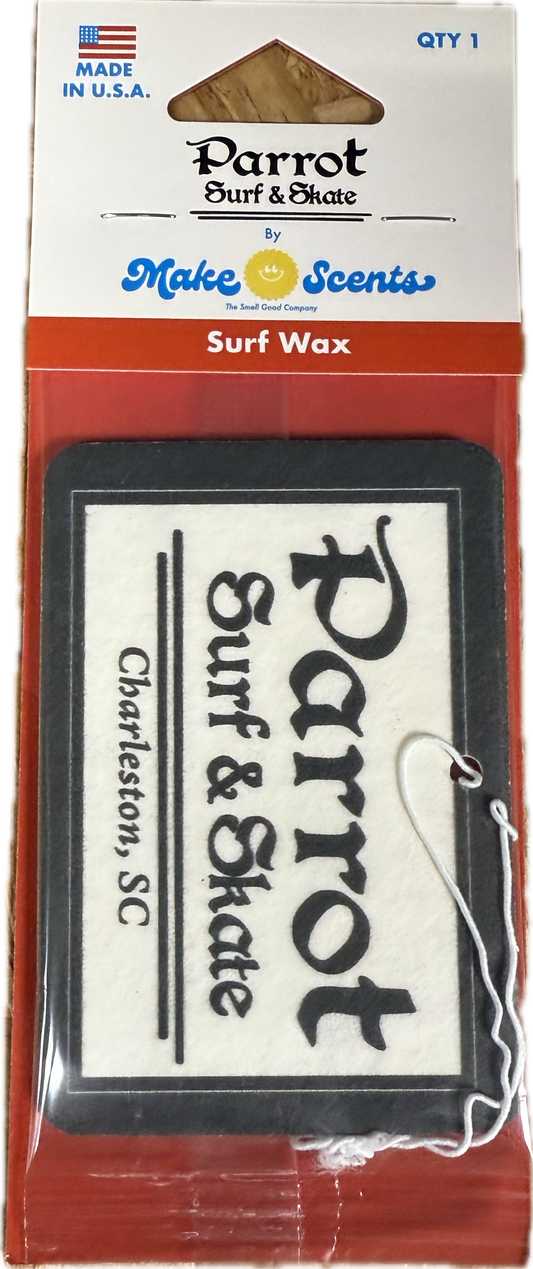 MADE
IN U.S.A.
QTY 1
Parrot
Surf & Skate
By
Make Scents
The Smell Good Company
Surf Wax
Parrot
Surf & Skate
Charleston, SC